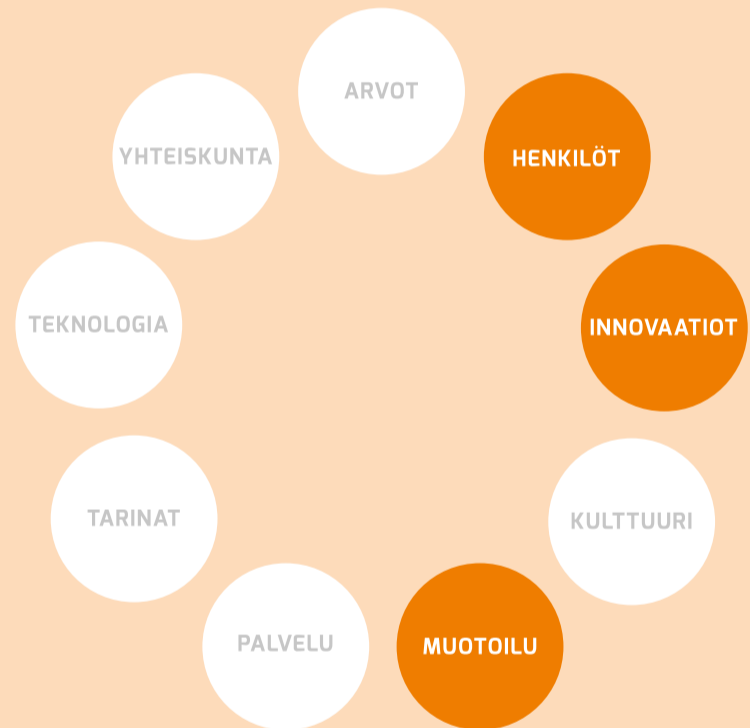 ARVOT
YHTEISKUNTA
HENKILÖT
TEKNOLOGIA
INNOVAATIOT
TARINAT
KULTTUURI
PALVELU
MUOTOILU